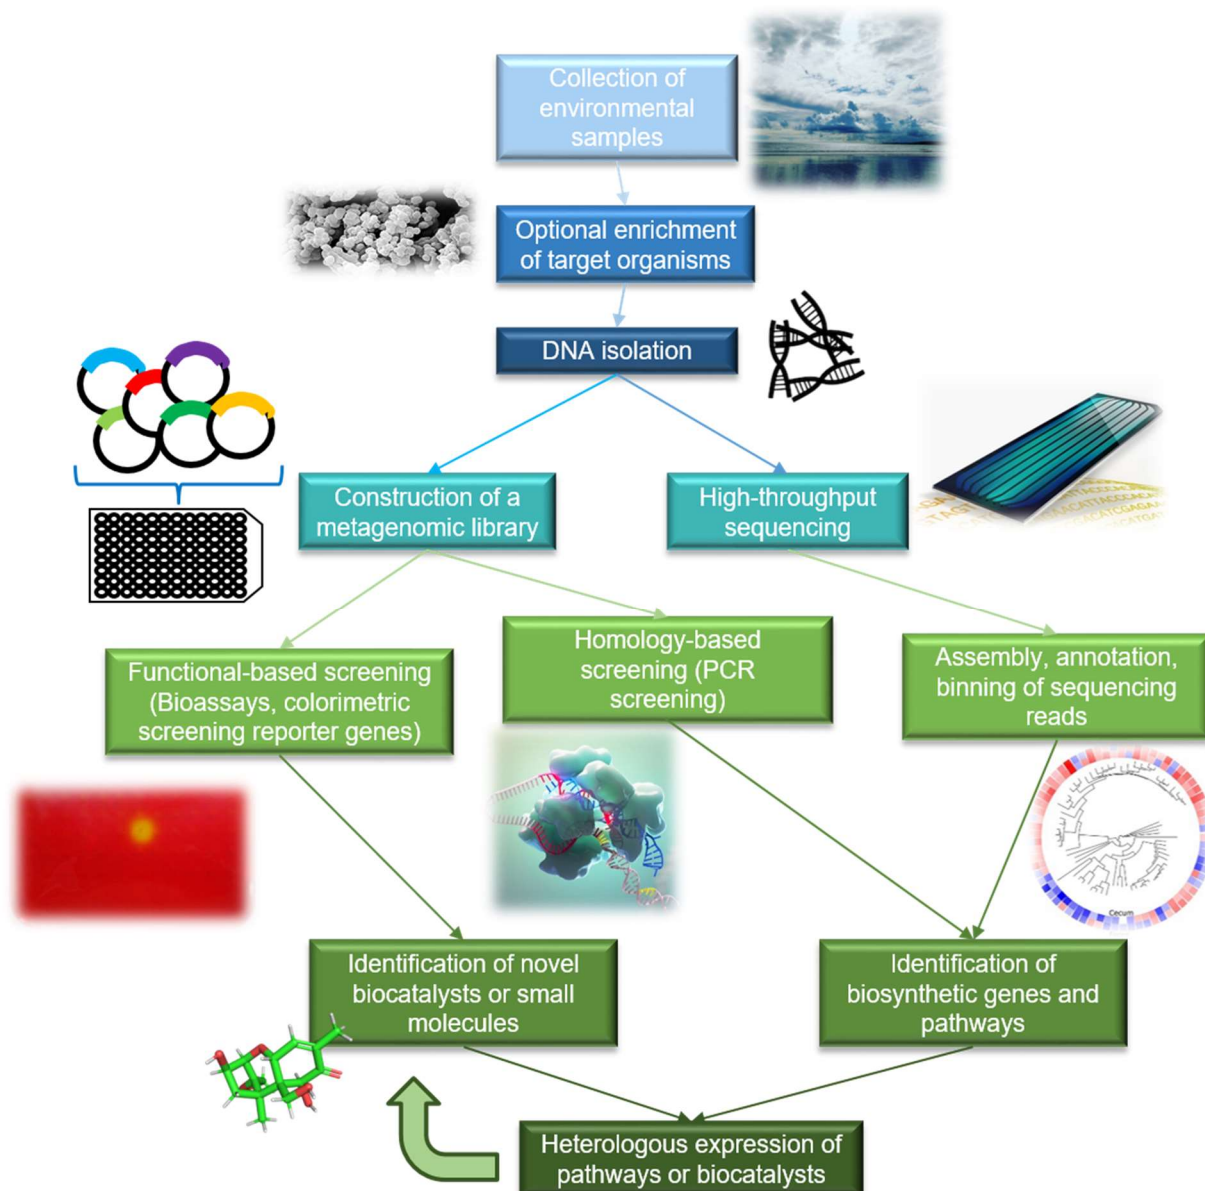 Collection of
environmental
samples
Optional enrichment
of target organisms
DNA isolation
Construction of a
metagenomic library
High-throughput
sequencing
Functional-based screening
(Bioassays, colorimetric
screening reporter genes)
Homology-based
screening (PCR
screening)
Assembly, annotation,
binning of sequencing
reads
Cecum
Identification of novel
biocatalysts or small
molecules
Identification of
biosynthetic genes and
pathways
Heterologous expression of
pathways or biocatalysts